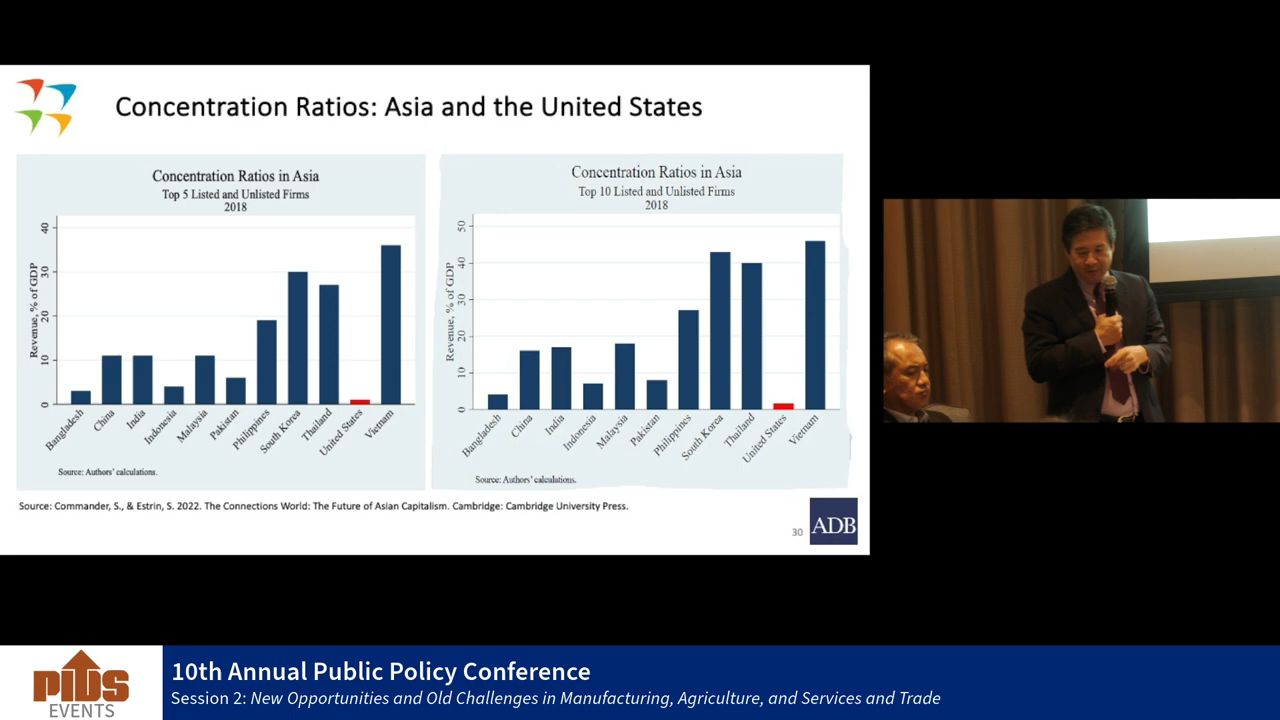 Concentration Ratios: Asia and the United States
Concentration Ratios in Asia
Top 5 Listed and Unlisted Firms
2018
Revenue, % of GDP
40
30
20
10
0
Bangladesh
China
India
Indonesia
Malaysia
Pakistan
Philippines
South Korea
Thailand
United States
Vietnam
Source: Authors' calculations.
Concentration Ratios in Asia
Top 10 Listed and Unlisted Firms
2018
Revenue, % of GDP
50
40
30
20
10
0
Bangladesh
China
India
Indonesia
Malaysia
Pakistan
Philippines
South Korea
Thailand
United States
Vietnam
Source: Authors' calculations.
Source: Commander, S., & Estrin, S. 2022. The Connections World: The Future of Asian Capitalism. Cambridge: Cambridge University Press.
30
ADB
PIDS
EVENTS
10th Annual Public Policy Conference
Session 2: New Opportunities and Old Challenges in Manufacturing, Agriculture, and Services and Trade